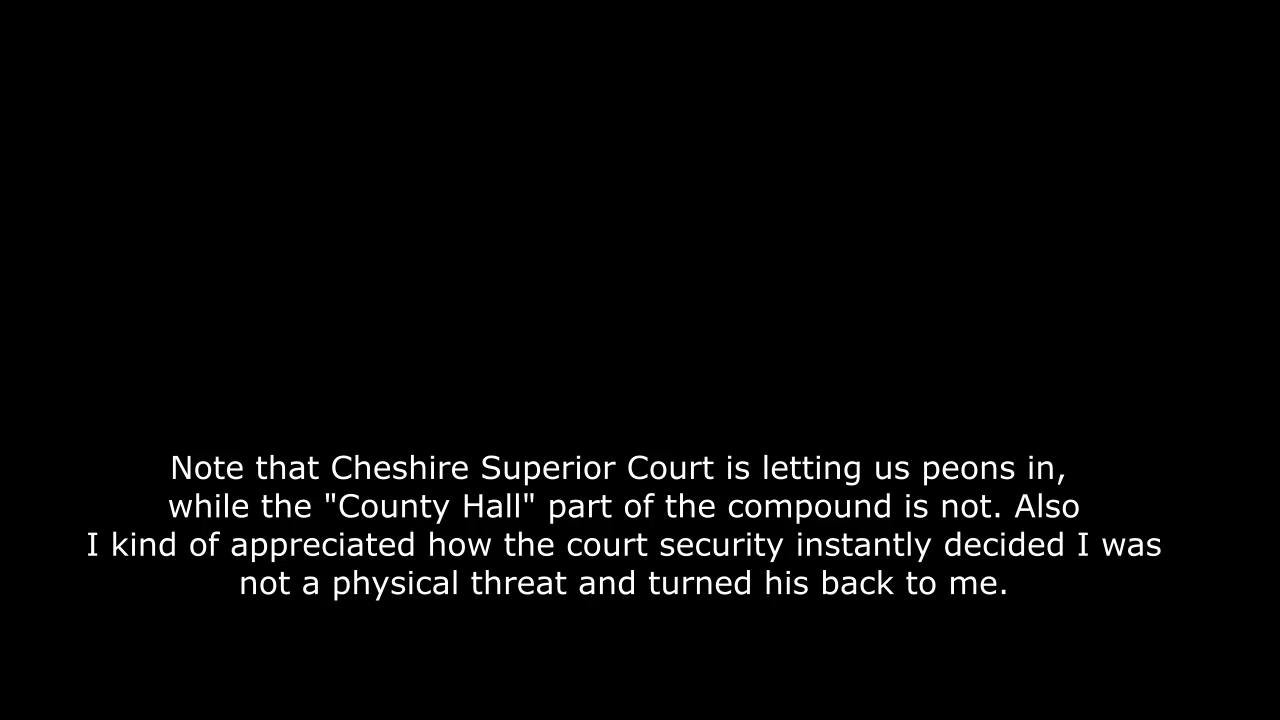 Note that Cheshire Superior Court is letting us peons in,
while the "County Hall" part of the compound is not. Also
I kind of appreciated how the court security instantly decided I was
not a physical threat and turned his back to me.